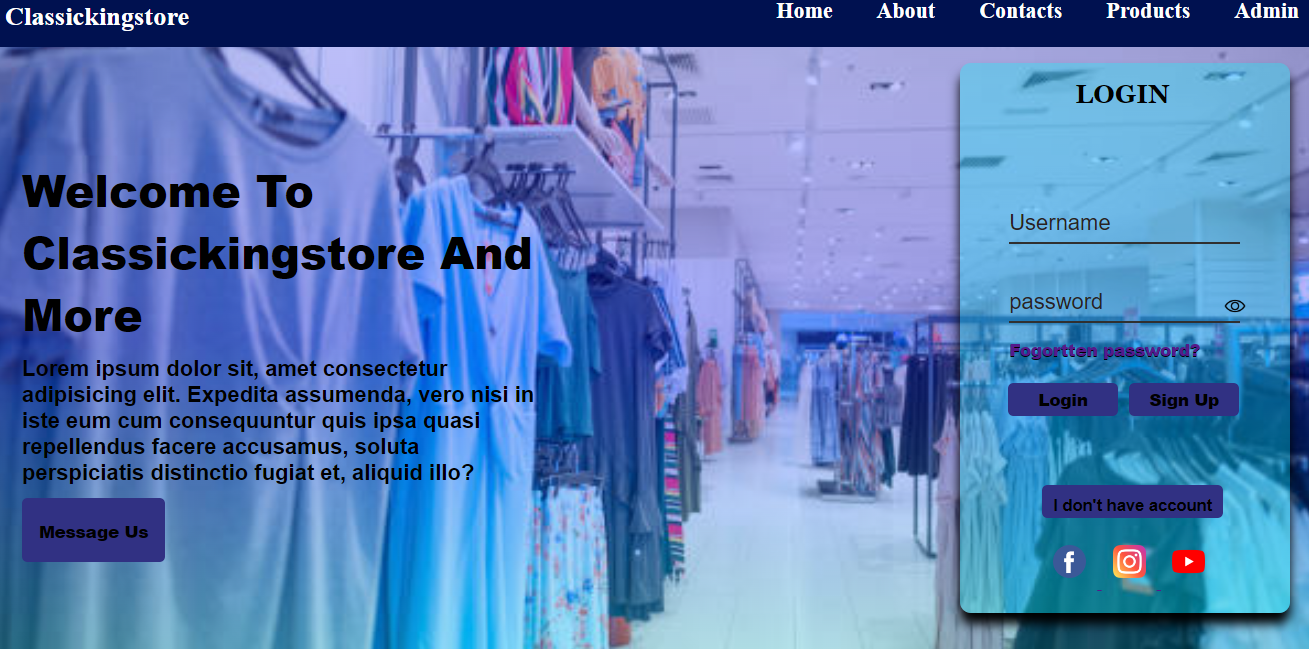 Classickingstore
Home About Contacts Products Admin
Welcome To
Classickingstore And
More
Lorem ipsum dolor sit, amet consectetur
adipisicing elit. Expedita assumenda, vero nisi in
iste eum cum consequuntur quis ipsa quasi
repellendus facere accusamus, soluta
perspiciatis distinctio fugiat et, aliquid illo?
Message Us
LOGIN
Username
password
Fogortten password?
Login Sign Up
I don't have account